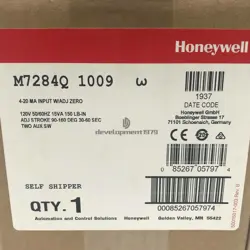 Honeywell
M7284Q 1009 ω
4-20 MA INPUT W/ADJ ZERO
120V 50/60HZ 15VA 150 LB-IN
ADJ STROKE 90-160 DEG 30-60 SEC
TWO AUX SW
1937
DATE CODE
Honeywell GmbH
Boeblinger Strasse 17
71101 Schoenaich, Germany
development1979
0 85267 05797 4
SELF SHIPPER
QTY. 1
00085267057974
Automation and Control Solutions
Honeywell
Golden Valley, MN 55422